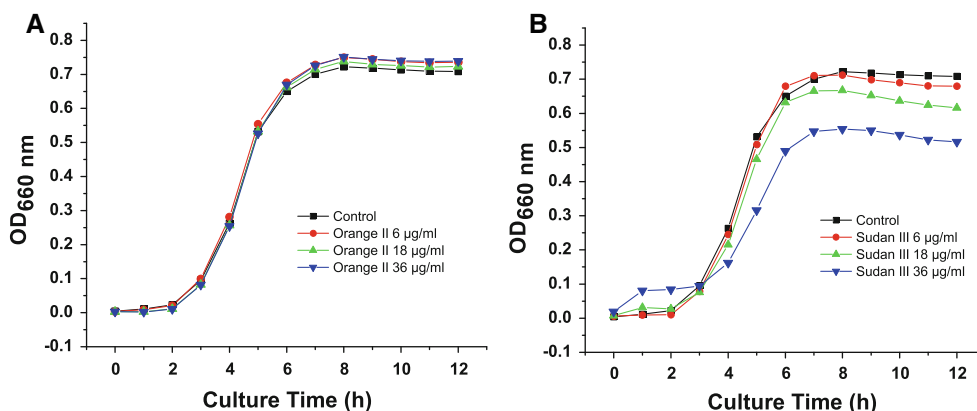 A
0.8
0.7
0.6
0.5
0.4
0.3
0.2
0.1
0.0
-0.1
OD660 nm
0 2 4 6 8 10 12
Culture Time (h)
Control
Orange II 6 µg/ml
Orange II 18 µg/ml
Orange II 36 µg/ml
B
0.8
0.7
0.6
0.5
0.4
0.3
0.2
0.1
0.0
-0.1
OD660 nm
0 2 4 6 8 10 12
Culture Time (h)
Control
Sudan III 6 µg/ml
Sudan III 18 µg/ml
Sudan III 36 µg/ml